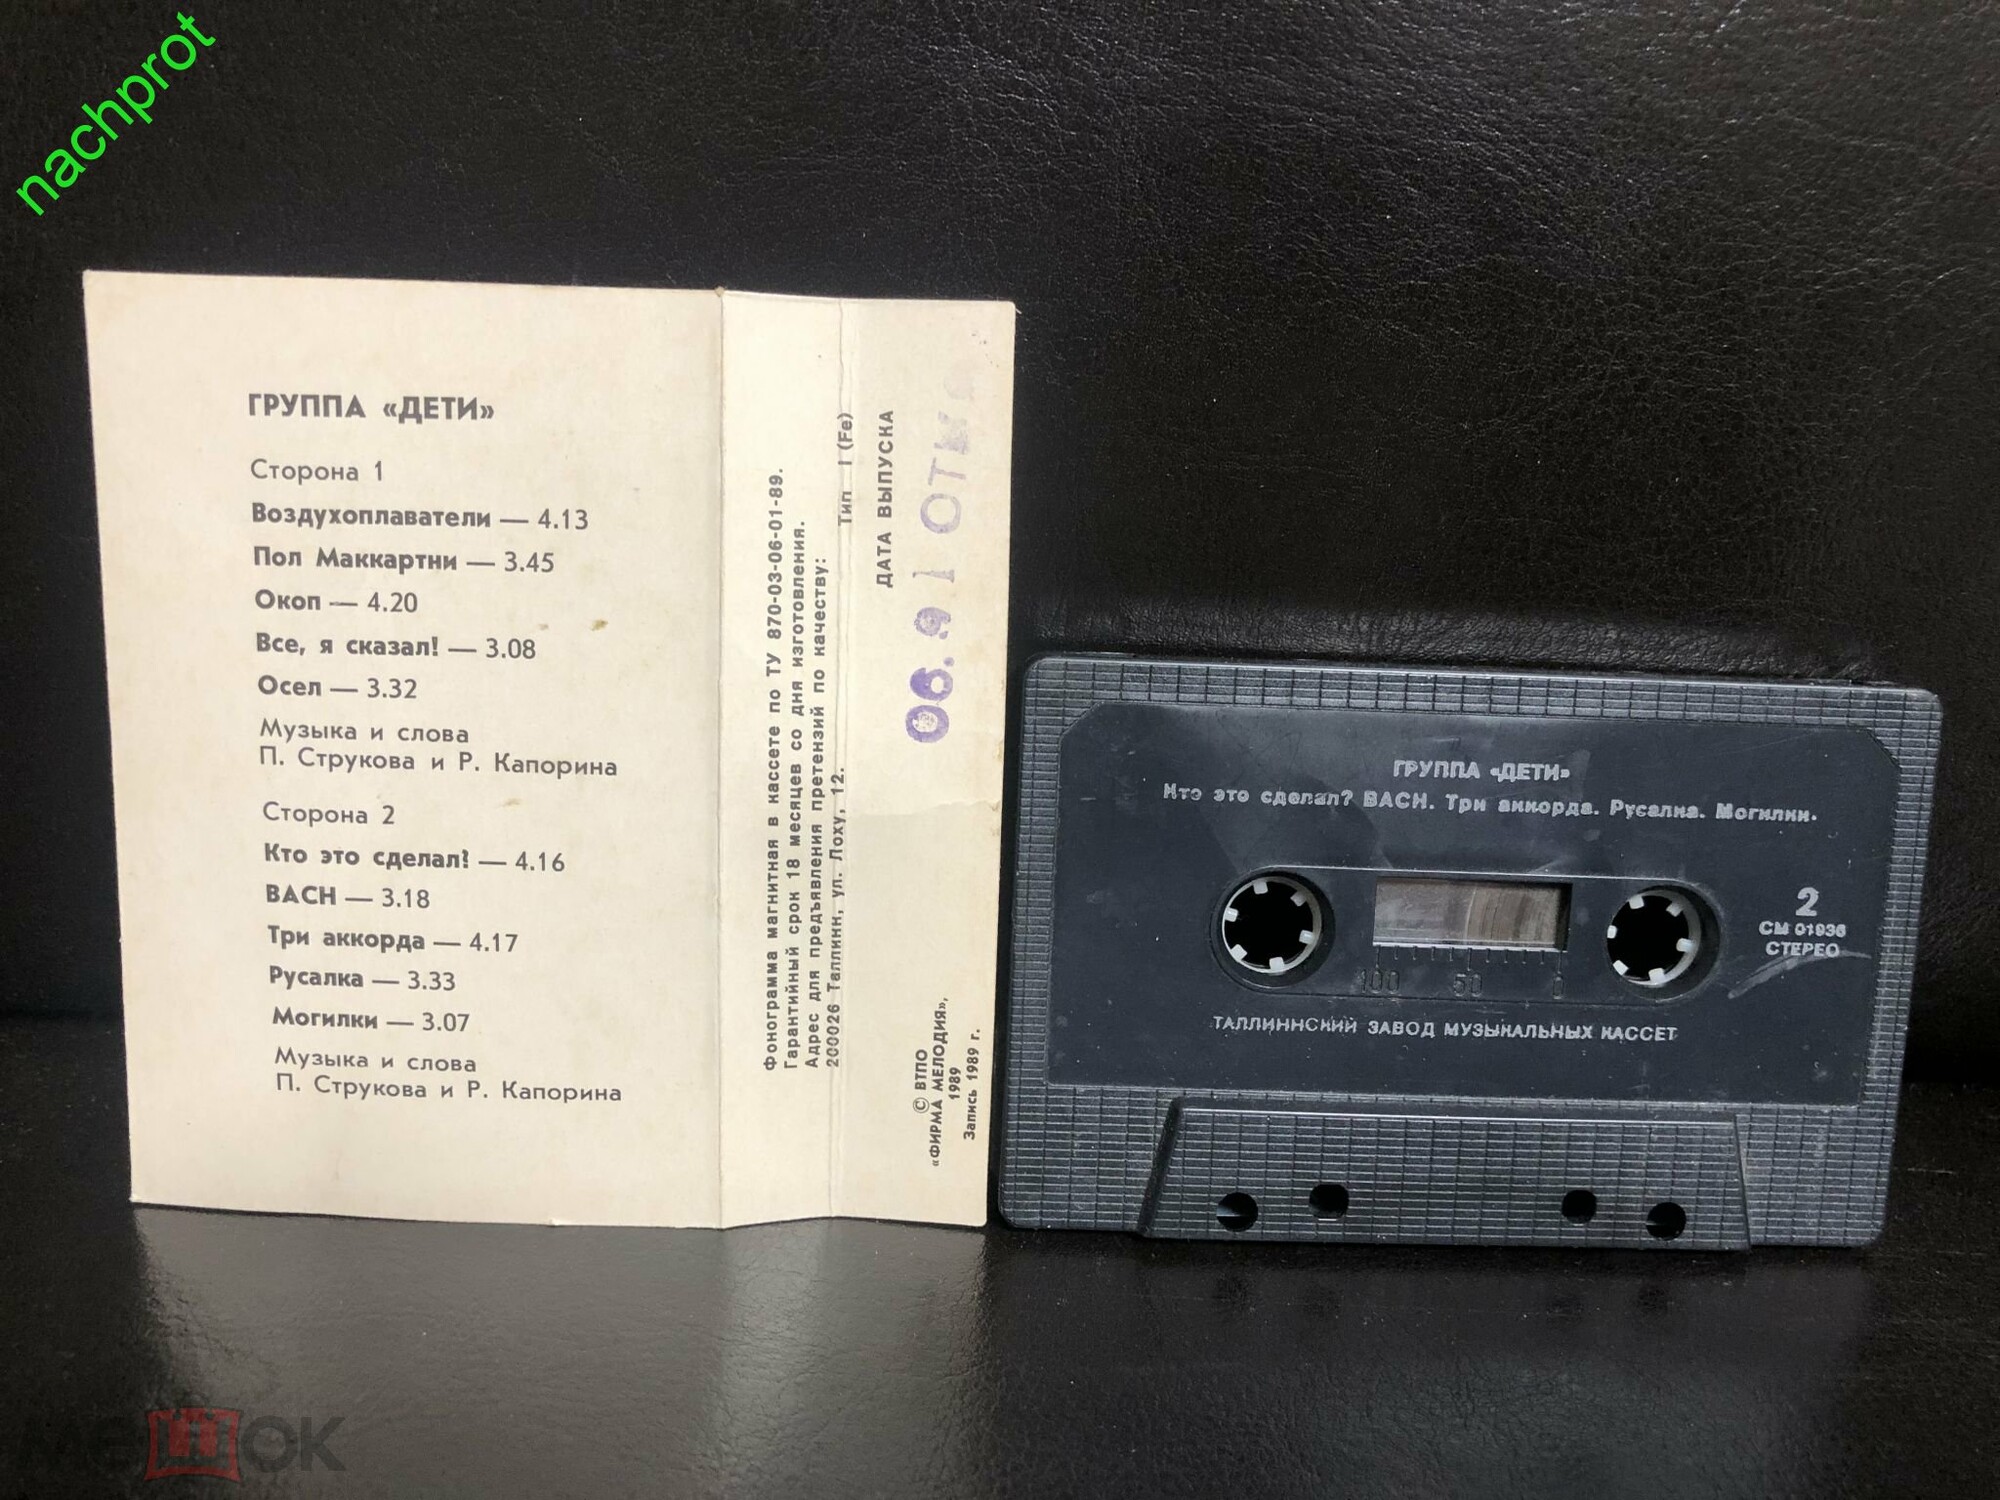 nachprot
ГРУППА «ДЕТИ»
Сторона 1
Воздухоплаватели — 4.13
Пол Маккартни — 3.45
Окоп — 4.20
Все, я сказал! — 3.08
Осел — 3.32
Музыка и слова
П. Струкова и Р. Капорина
Сторона 2
Кто это сделал? — 4.16
BACH — 3.18
Три аккорда — 4.17
Русалка — 3.33
Могилки — 3.07
Музыка и слова
П. Струкова и Р. Капорина
Фонограмма магнитная в кассете по ТУ 870-03-06-01-89.
Гарантийный срок 18 месяцев со дня изготовления.
Адрес для предъявления претензий по качеству:
200026 Таллинн, ул. Лоху, 12.
Тип I (Fe)
ДАТА ВЫПУСКА
06.91
© ВТПО
«ФИРМА МЕЛОДИЯ»,
1989
Запись 1989 г.
ГРУППА «ДЕТИ»
Кто это сделал? BACH. Три аккорда. Русалка. Могилки.
100 50 0
2
СМ 01936
СТЕРЕО
ТАЛЛИННСКИЙ ЗАВОД МУЗЫКАЛЬНЫХ КАССЕТ
мешок